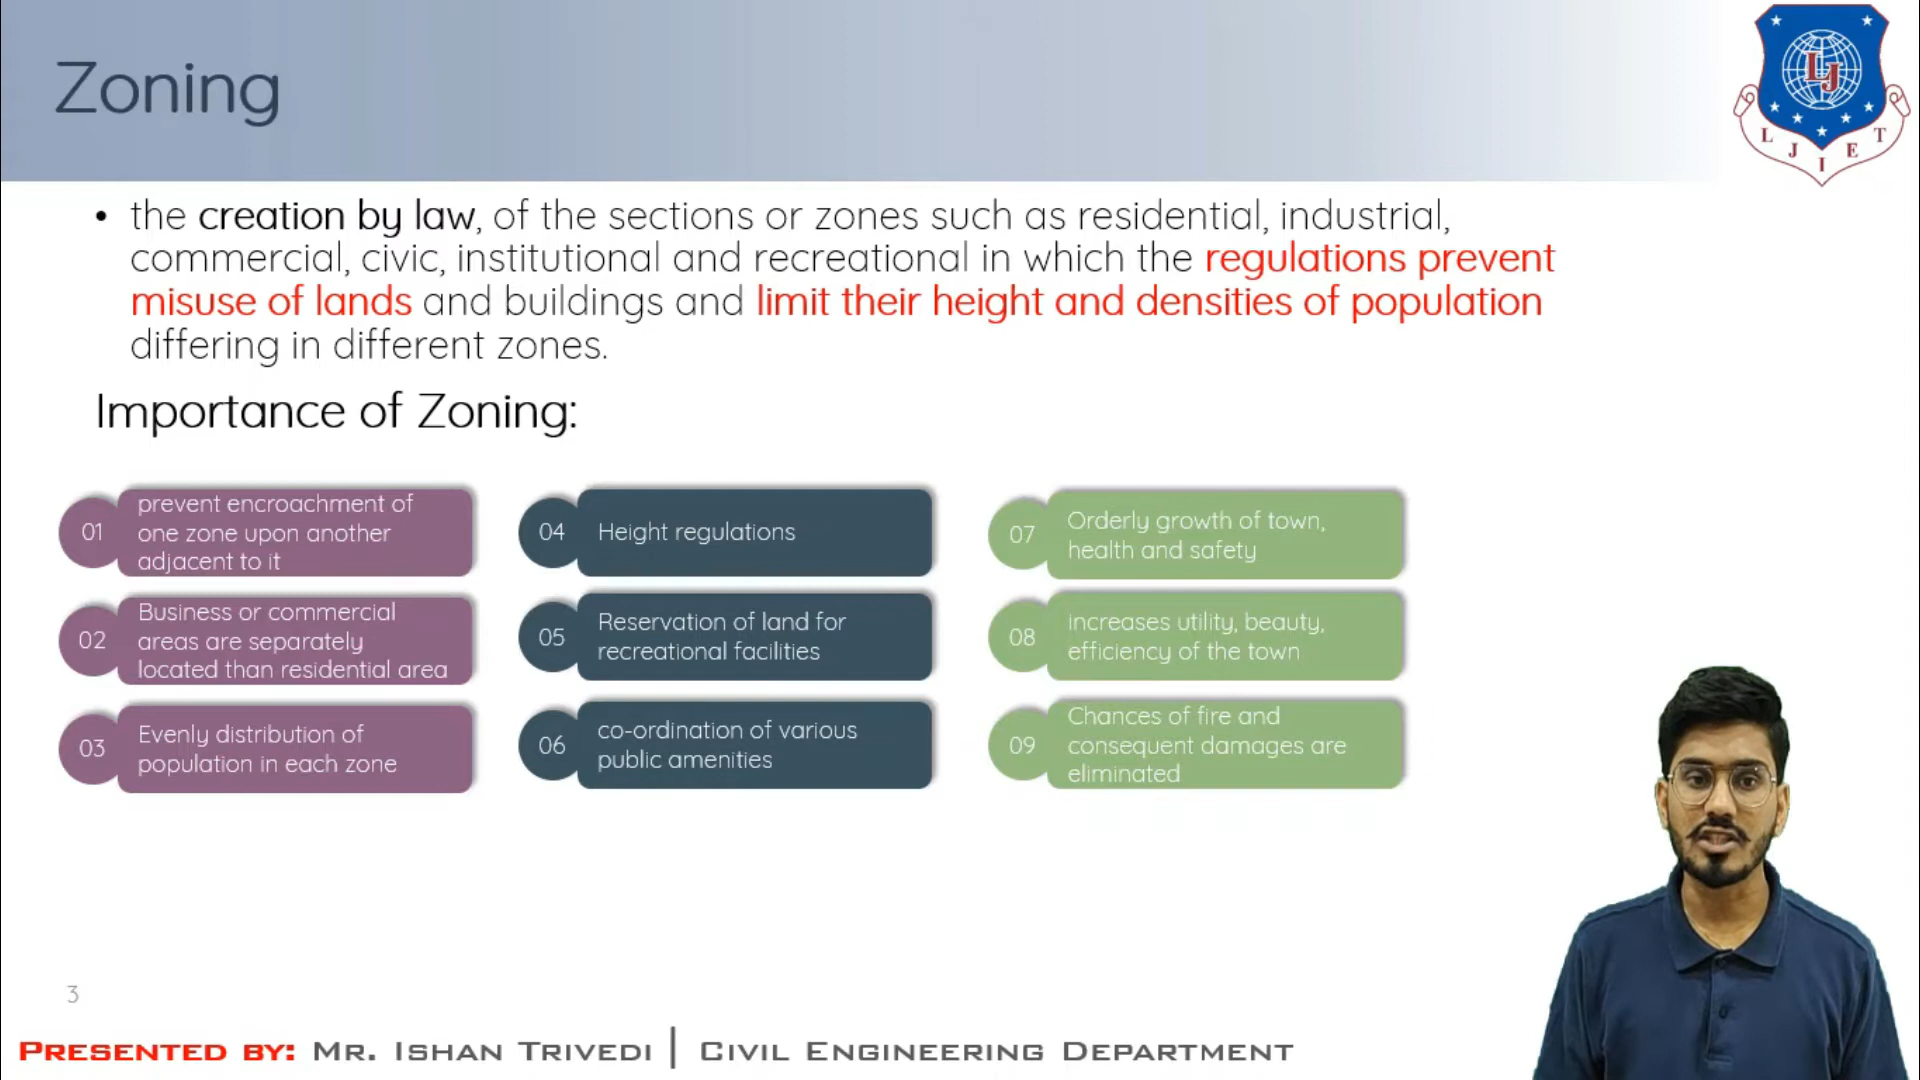 Zoning
LJ
L J I E T
• the creation by law, of the sections or zones such as residential, industrial,
commercial, civic, institutional and recreational in which the regulations prevent
misuse of lands and buildings and limit their height and densities of population
differing in different zones.
Importance of Zoning:
01
prevent encroachment of
one zone upon another
adjacent to it
02
Business or commercial
areas are separately
located than residential area
03
Evenly distribution of
population in each zone
04
Height regulations
05
Reservation of land for
recreational facilities
06
co-ordination of various
public amenities
07
Orderly growth of town,
health and safety
08
increases utility, beauty,
efficiency of the town
09
Chances of fire and
consequent damages are
eliminated
3
PRESENTED BY: MR. ISHAN TRIVEDI | CIVIL ENGINEERING DEPARTMENT